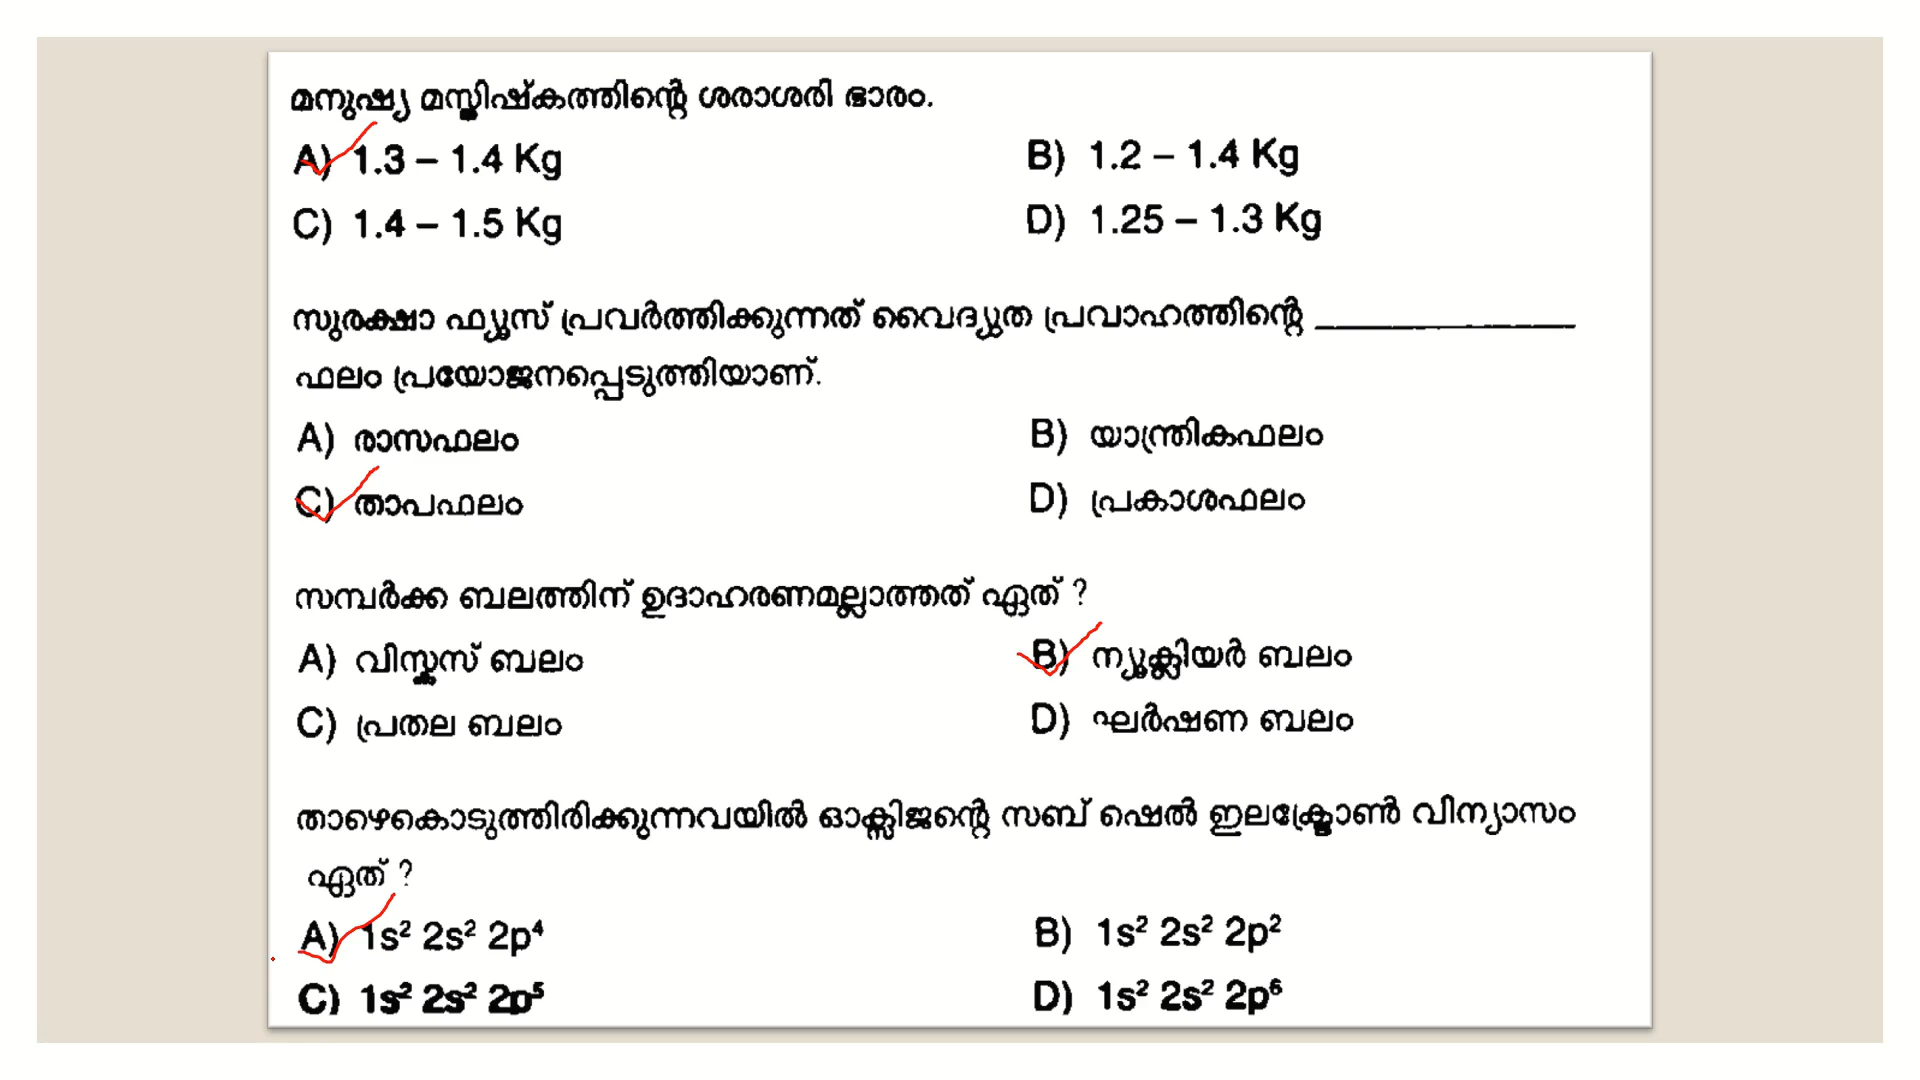 മനുഷ്യ മസ്തിഷ്കത്തിന്റെ ശരാശരി ഭാരം.
A) 1.3 – 1.4 Kg B) 1.2 – 1.4 Kg
C) 1.4 – 1.5 Kg D) 1.25 – 1.3 Kg
സുരക്ഷാ ഫ്യൂസ് പ്രവർത്തിക്കുന്നത് വൈദ്യുത പ്രവാഹത്തിന്റെ ____________
ഫലം പ്രയോജനപ്പെടുത്തിയാണ്.
A) രാസഫലം B) യാന്ത്രികഫലം
C) താപഫലം D) പ്രകാശഫലം
സമ്പർക്ക ബലത്തിന് ഉദാഹരണമല്ലാത്തത് ഏത് ?
A) വിസ്കസ് ബലം B) ന്യൂക്ലിയർ ബലം
C) പ്രതല ബലം D) ഘർഷണ ബലം
താഴെകൊടുത്തിരിക്കുന്നവയിൽ ഓക്സിജന്റെ സബ് ഷെൽ ഇലക്ട്രോൺ വിന്യാസം
ഏത് ?
A) 1s² 2s² 2p⁴ B) 1s² 2s² 2p²
C) 1s² 2s² 2p⁵ D) 1s² 2s² 2p⁶